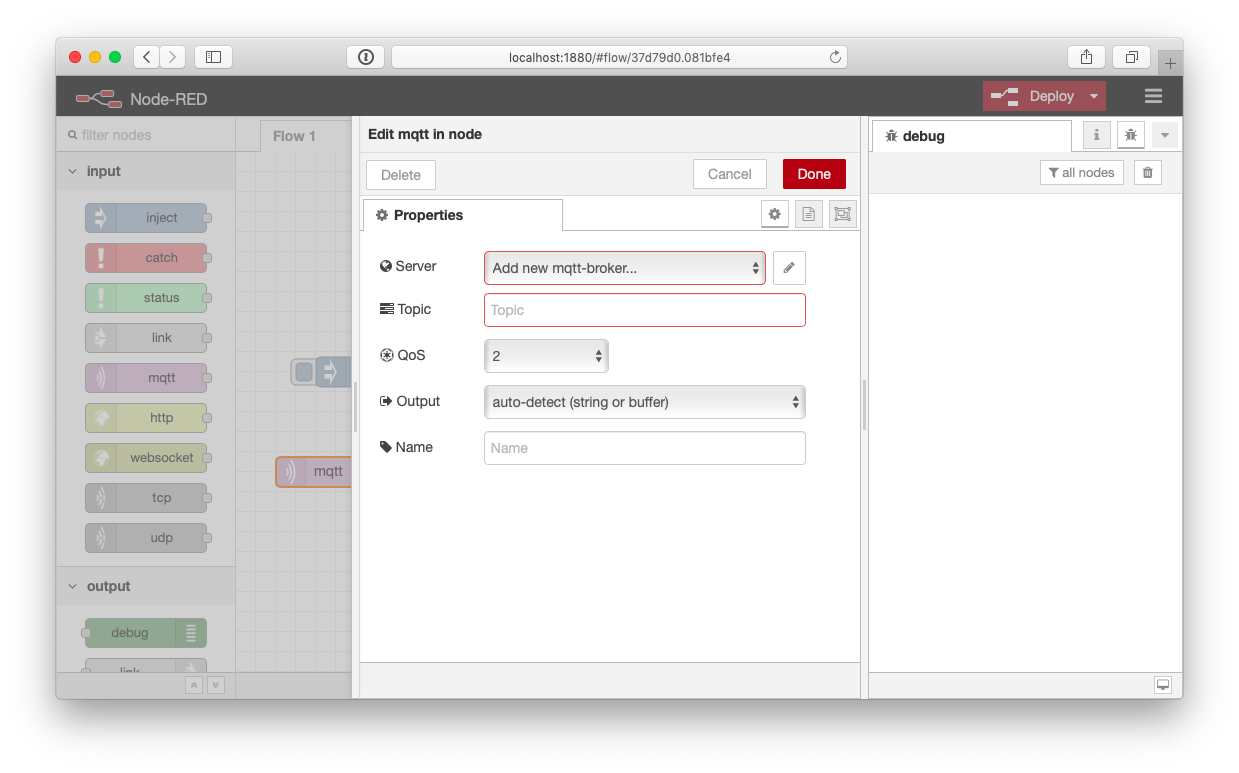 localhost:1880/#flow/37d79d0.081bfe4
Node-RED
Deploy
filter nodes
input
inject
catch
status
link
mqtt
http
websocket
tcp
udp
output
debug
link
Flow 1
mqtt
Edit mqtt in node
Delete
Cancel
Done
Properties
Server
Add new mqtt-broker...
Topic
Topic
QoS
2
Output
auto-detect (string or buffer)
Name
Name
debug
i
all nodes